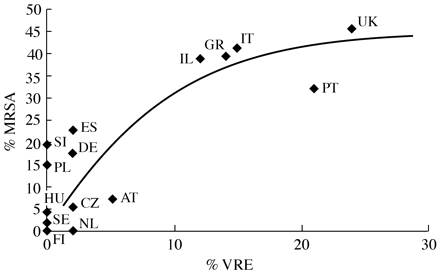 50
45
UK
IT
40
GR
IL
35
PT
30
25
ES
20
SI
DE
15
PL
10
HU
CZ
AT
5
SE
NL
0
FI
0
10
20
30
% MRSA
% VRE